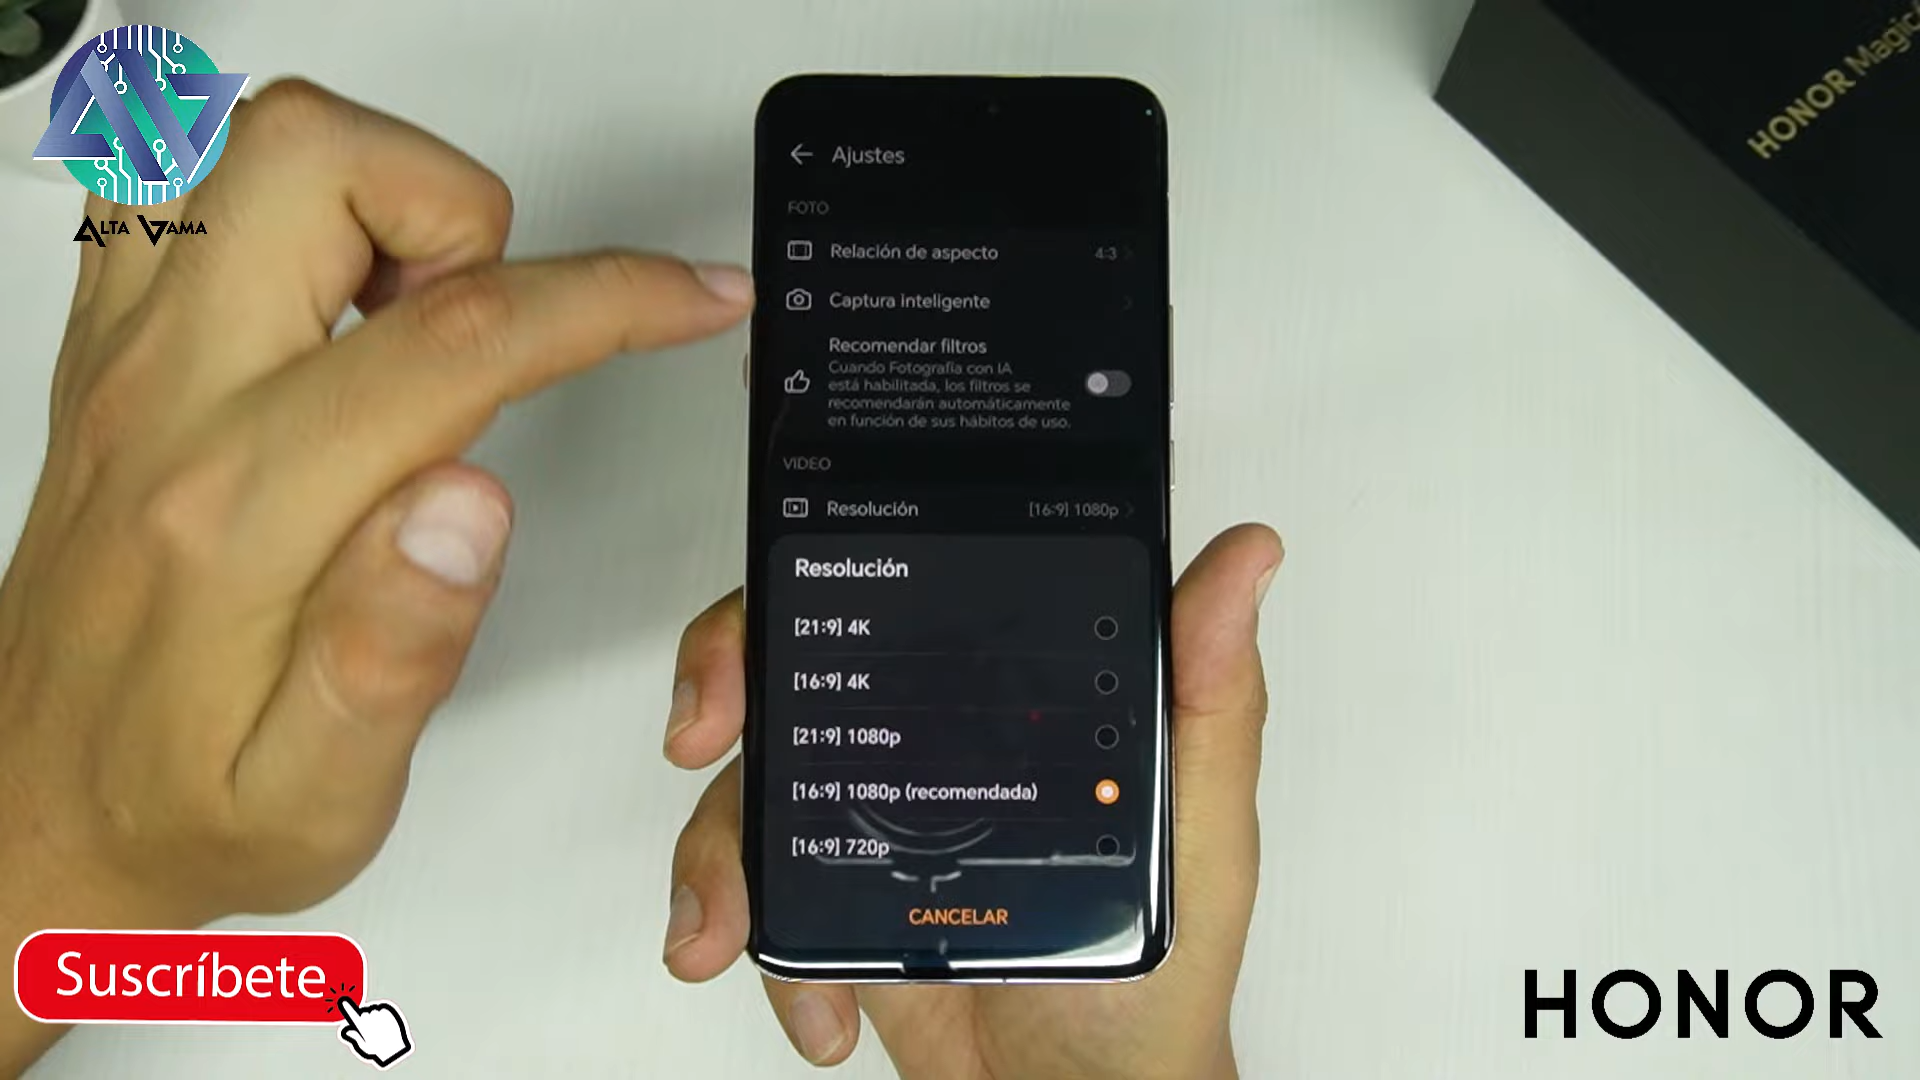 ALTA GAMA
HONOR Magic
Ajustes
FOTO
Relación de aspecto 4:3
Captura inteligente
Recomendar filtros
Cuando Fotografía con IA
está habilitada, los filtros se
recomendarán automáticamente
en función de sus hábitos de uso.
VIDEO
Resolución [16:9] 1080p
Resolución
[21:9] 4K
[16:9] 4K
[21:9] 1080p
[16:9] 1080p (recomendada)
[16:9] 720p
CANCELAR
Suscríbete
HONOR